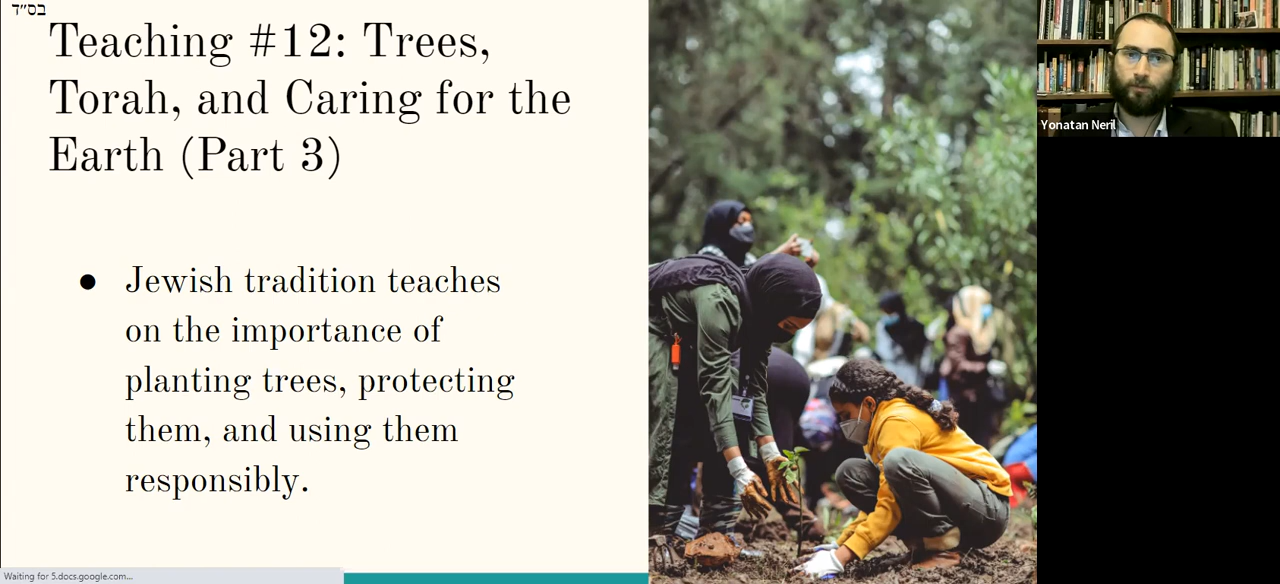 בס״ד
Teaching #12: Trees,
Torah, and Caring for the
Earth (Part 3)
● Jewish tradition teaches
on the importance of
planting trees, protecting
them, and using them
responsibly.
Yonatan Neril
Waiting for 5.docs.google.com...